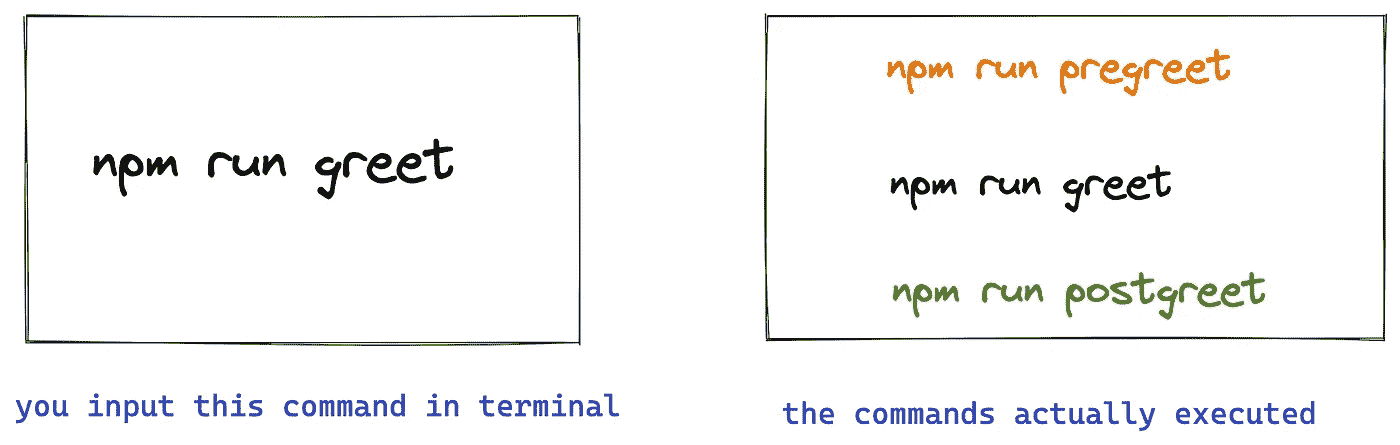 npm run greet
you input this command in terminal
npm run pregreet
npm run greet
npm run postgreet
the commands actually executed